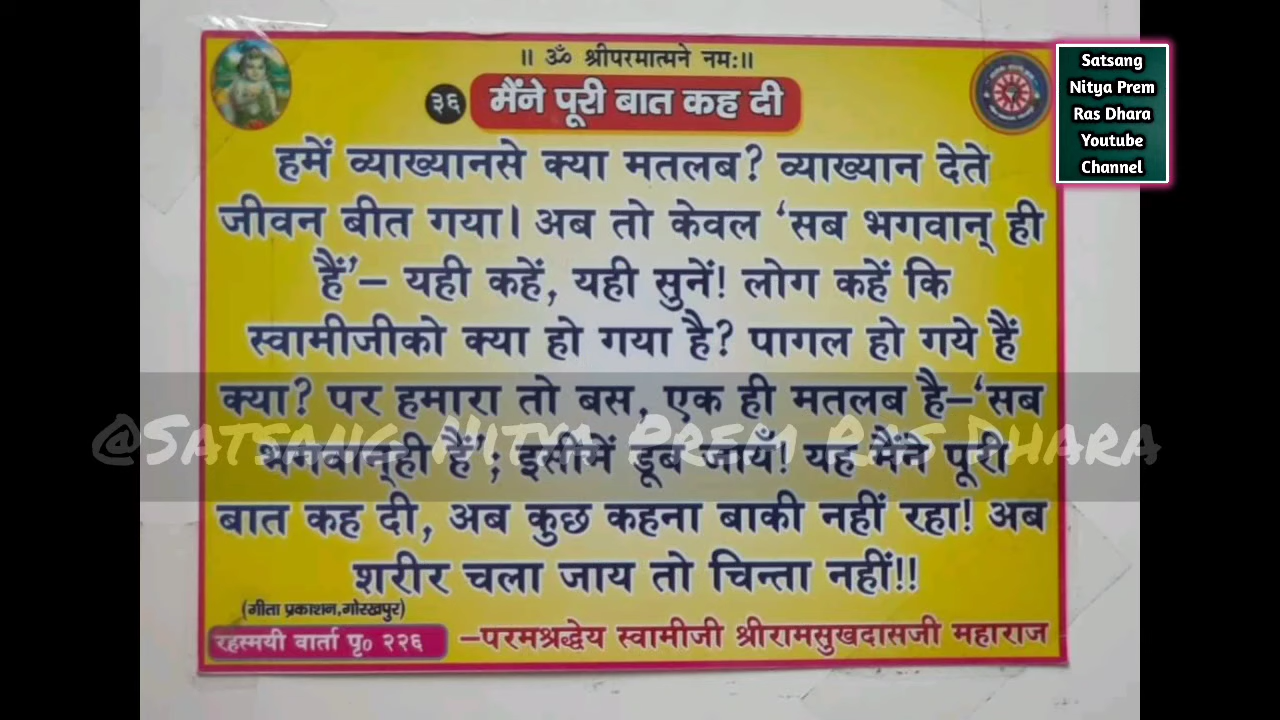 ॥ ॐ श्रीपरमात्मने नमः॥
३६ मैंने पूरी बात कह दी
हमें व्याख्यानसे क्या मतलब? व्याख्यान देते
जीवन बीत गया। अब तो केवल ‘सब भगवान् ही
हैं’– यही कहें, यही सुनें! लोग कहें कि
स्वामीजीको क्या हो गया है? पागल हो गये हैं
क्या? पर हमारा तो बस, एक ही मतलब है–‘सब
भगवान्ही हैं’; इसीमें डूब जायँ! यह मैंने पूरी
बात कह दी, अब कुछ कहना बाकी नहीं रहा! अब
शरीर चला जाय तो चिन्ता नहीं!!
(गीता प्रकाशन,गोरखपुर)
रहस्मयी वार्ता पृ० २२६
–परमश्रद्धेय स्वामीजी श्रीरामसुखदासजी महाराज
Satsang
Nitya Prem
Ras Dhara
Youtube
Channel
@Satsang Nitya Prem Ras Dhara